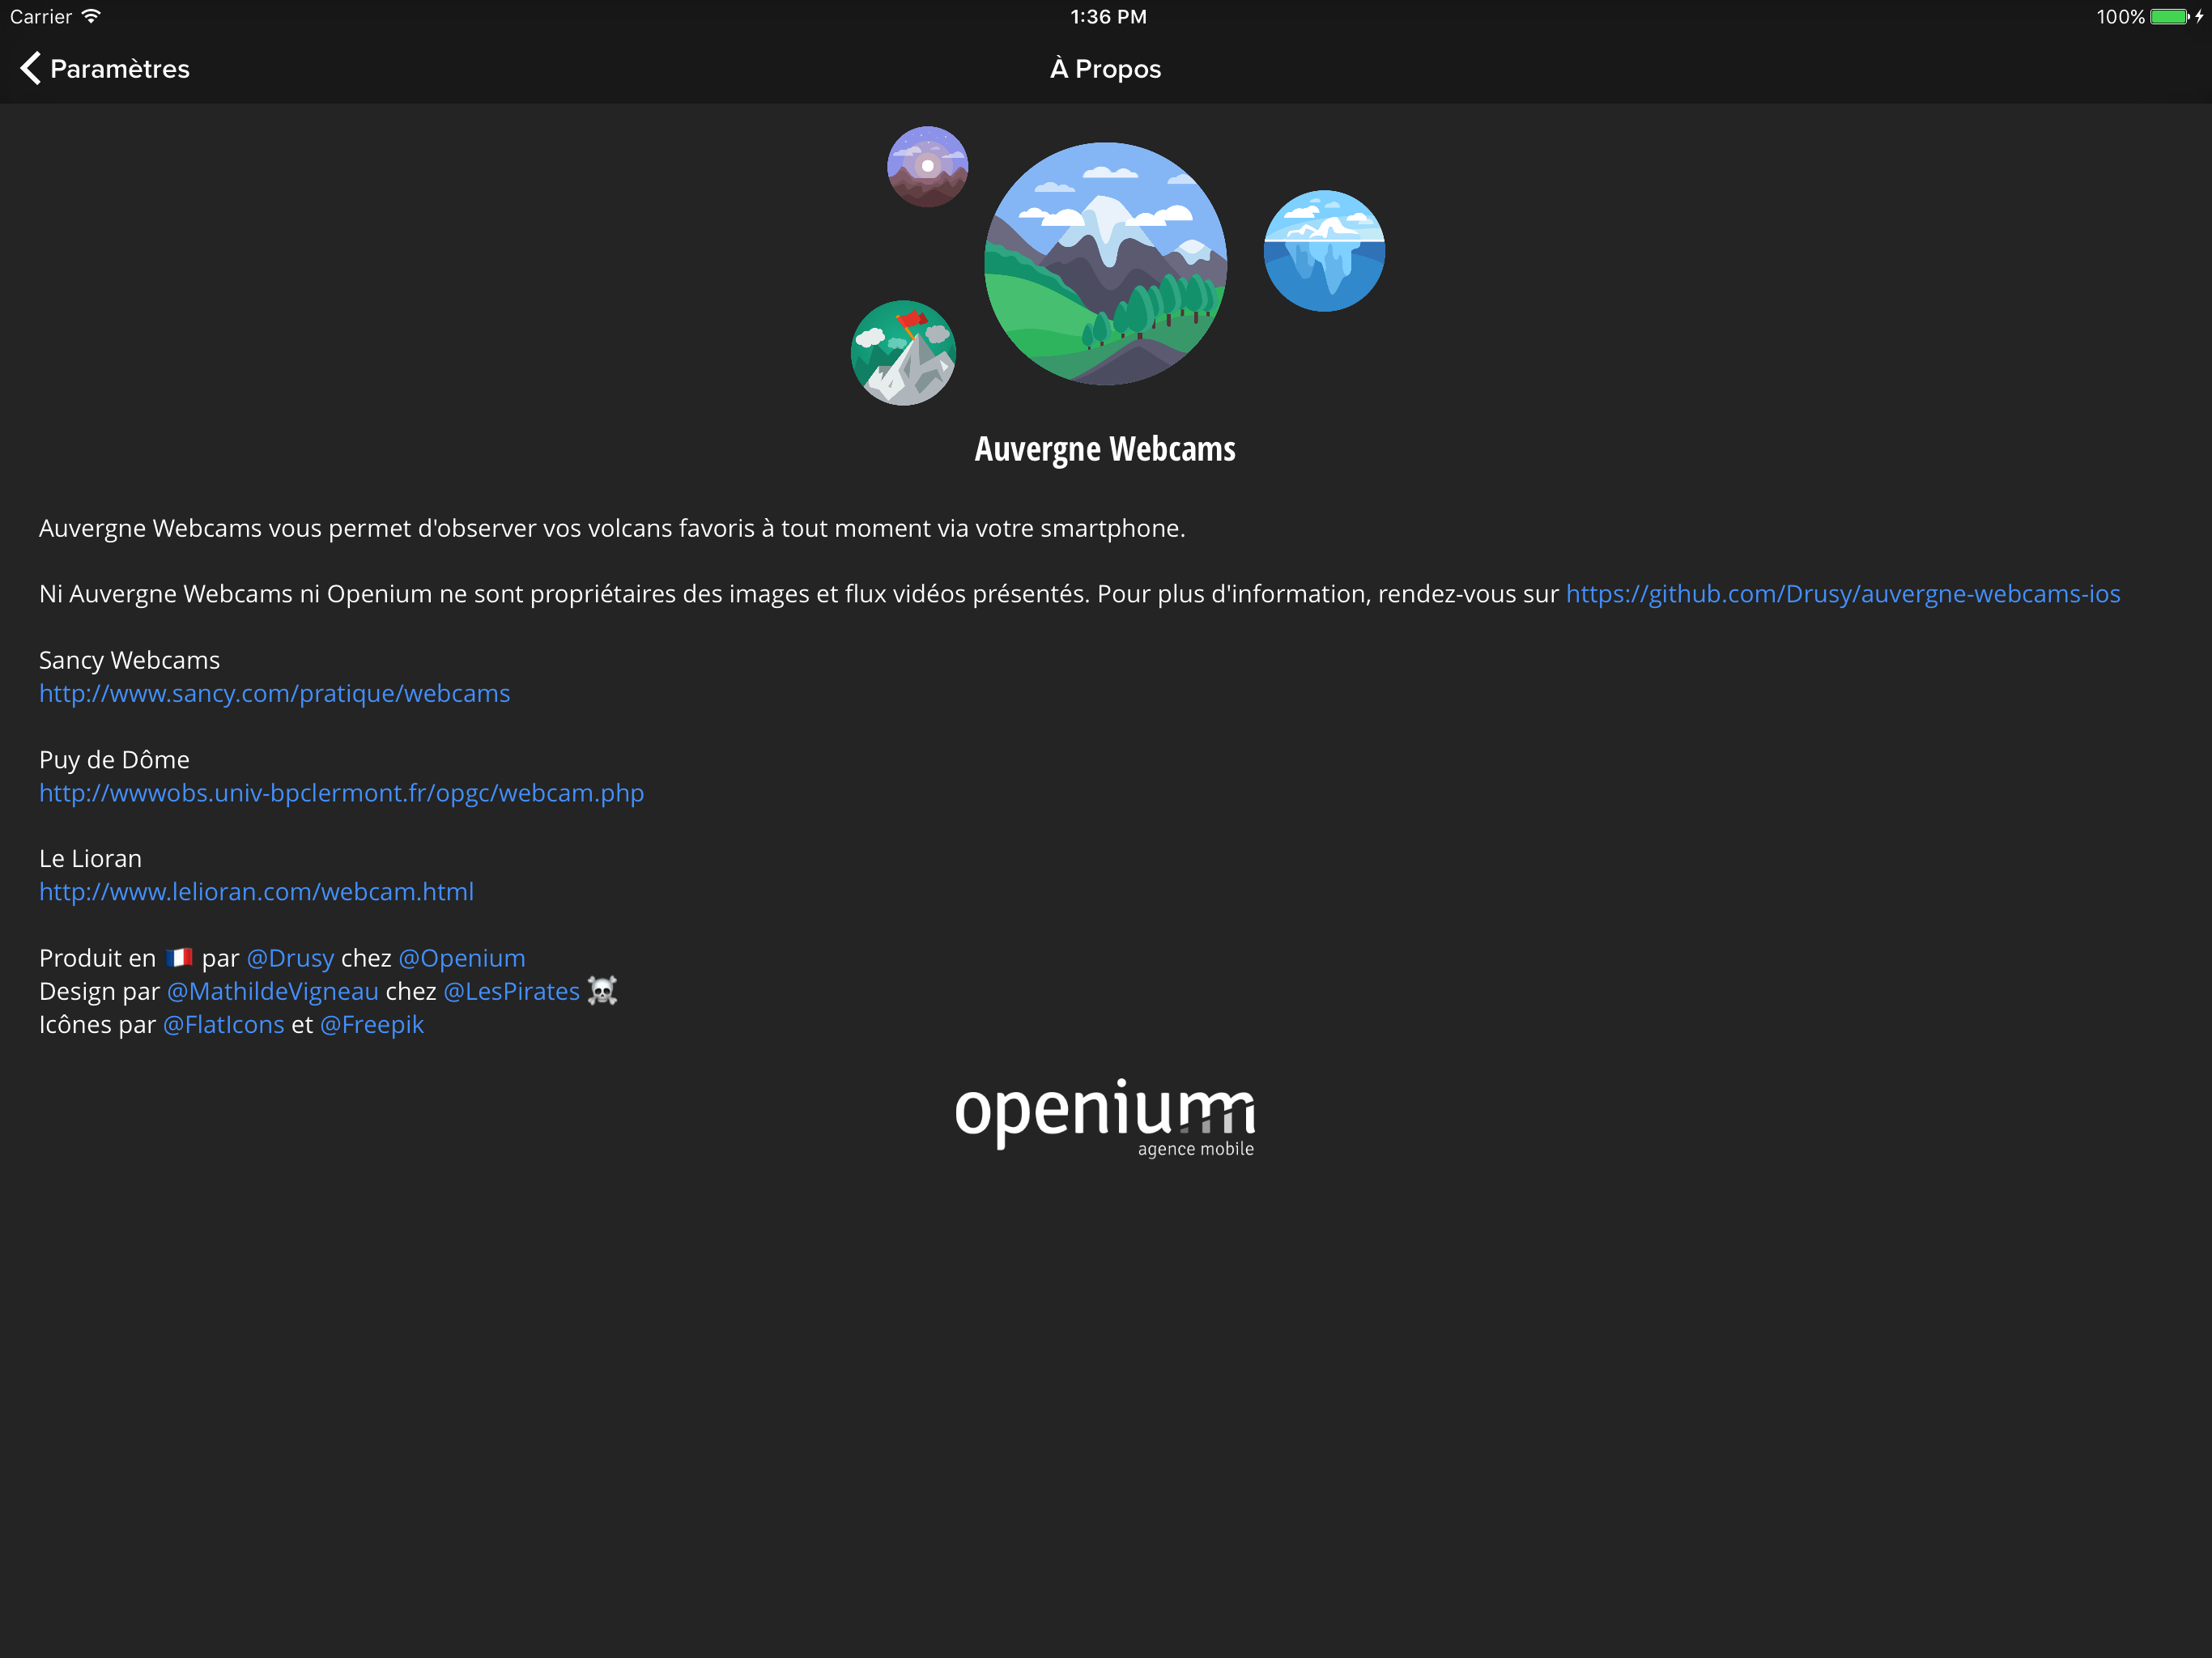 Carrier 1:36 PM 100%
Paramètres À Propos
Auvergne Webcams
Auvergne Webcams vous permet d'observer vos volcans favoris à tout moment via votre smartphone.
Ni Auvergne Webcams ni Openium ne sont propriétaires des images et flux vidéos présentés. Pour plus d'information, rendez-vous sur https://github.com/Drusy/auvergne-webcams-ios
Sancy Webcams
http://www.sancy.com/pratique/webcams
Puy de Dôme
http://wwwobs.univ-bpclermont.fr/opgc/webcam.php
Le Lioran
http://www.lelioran.com/webcam.html
Produit en 🇫🇷 par @Drusy chez @Openium
Design par @MathildeVigneau chez @LesPirates ☠️
Icônes par @FlatIcons et @Freepik
openium
agence mobile